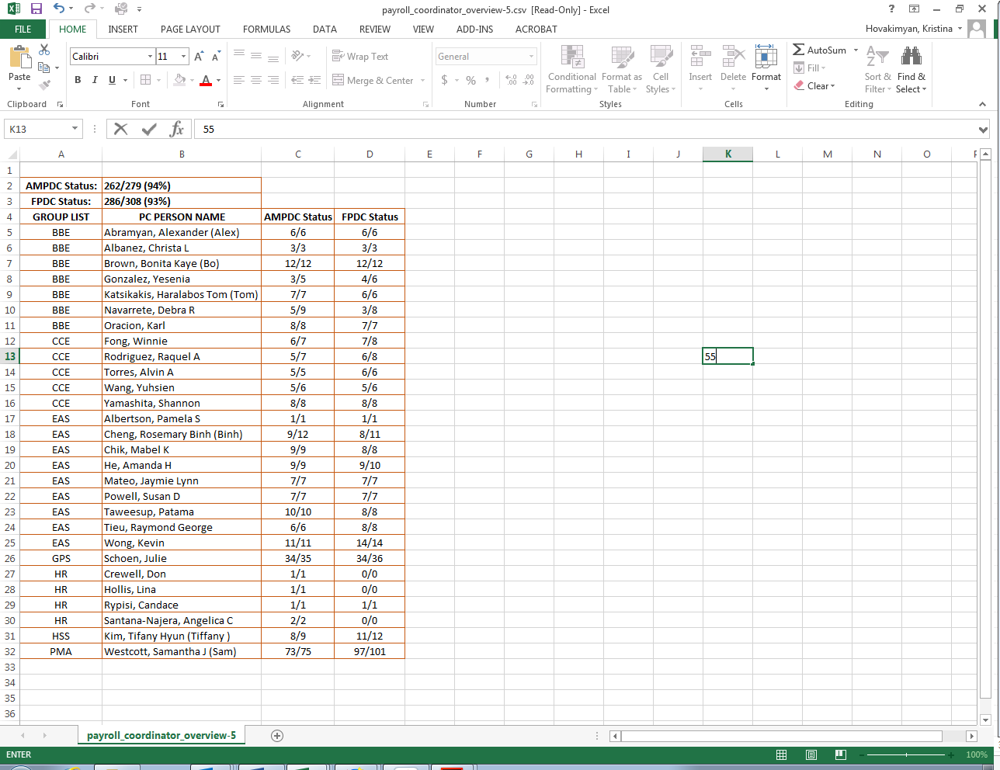 payroll_coordinator_overview-5.csv [Read-Only] - Excel
FILE HOME INSERT PAGE LAYOUT FORMULAS DATA REVIEW VIEW ADD-INS ACROBAT Hovakimyan, Kristina
Calibri 11 Wrap Text General AutoSum
Paste B I U Merge & Center $ % , Conditional Formatting Format as Table Cell Styles Insert Delete Format Fill Clear Sort & Filter Find & Select
Clipboard Font Alignment Number Styles Cells Editing
K13 fx 55
A B C D E F G H I J K L M N O
1
2 AMPDC Status: 262/279 (94%)
3 FPDC Status: 286/308 (93%)
4 GROUP LIST PC PERSON NAME AMPDC Status FPDC Status
5 BBE Abramyan, Alexander (Alex) 6/6 6/6
6 BBE Albanez, Christa L 3/3 3/3
7 BBE Brown, Bonita Kaye (Bo) 12/12 12/12
8 BBE Gonzalez, Yesenia 3/5 4/6
9 BBE Katsikakis, Haralabos Tom (Tom) 7/7 6/6
10 BBE Navarrete, Debra R 5/9 3/8
11 BBE Oracion, Karl 8/8 7/7
12 CCE Fong, Winnie 6/7 7/8
13 CCE Rodriguez, Raquel A 5/7 6/8 55
14 CCE Torres, Alvin A 5/5 6/6
15 CCE Wang, Yuhsien 5/6 5/6
16 CCE Yamashita, Shannon 8/8 8/8
17 EAS Albertson, Pamela S 1/1 1/1
18 EAS Cheng, Rosemary Binh (Binh) 9/12 8/11
19 EAS Chik, Mabel K 9/9 8/8
20 EAS He, Amanda H 9/9 9/10
21 EAS Mateo, Jaymie Lynn 7/7 7/7
22 EAS Powell, Susan D 7/7 7/7
23 EAS Taweesup, Patama 10/10 8/8
24 EAS Tieu, Raymond George 6/6 8/8
25 EAS Wong, Kevin 11/11 14/14
26 GPS Schoen, Julie 34/35 34/36
27 HR Crewell, Don 1/1 0/0
28 HR Hollis, Lina 1/1 0/0
29 HR Rypisi, Candace 1/1 1/1
30 HR Santana-Najera, Angelica C 2/2 0/0
31 HSS Kim, Tifany Hyun (Tiffany ) 8/9 11/12
32 PMA Westcott, Samantha J (Sam) 73/75 97/101
33
34
35
36
payroll_coordinator_overview-5
ENTER 100%